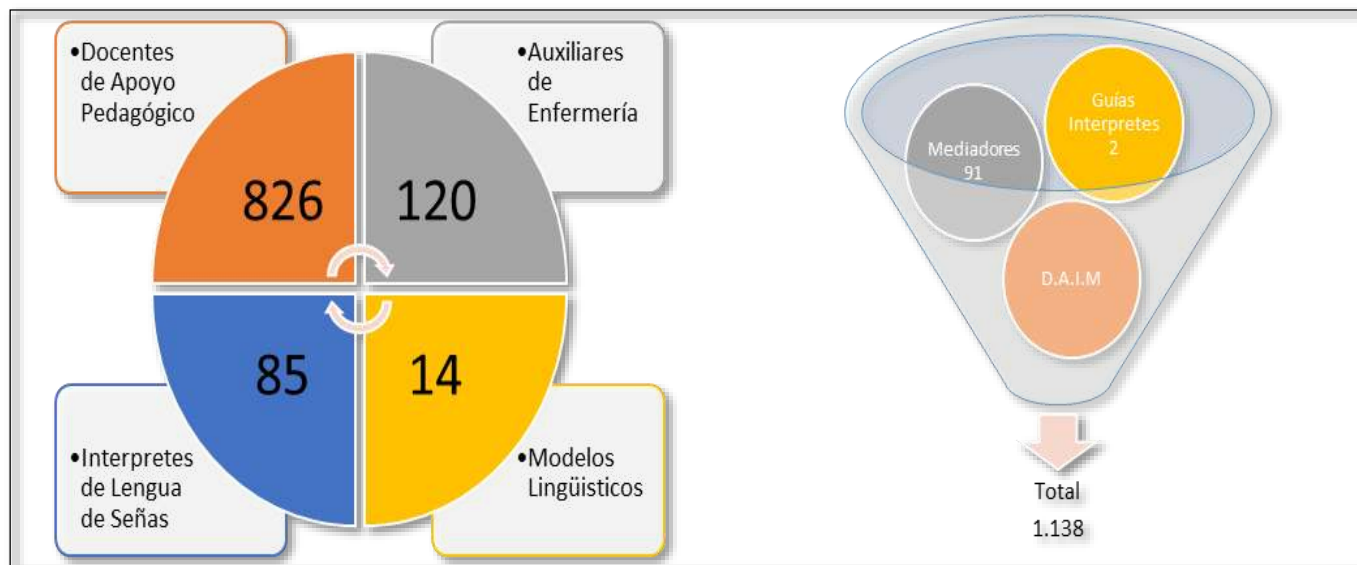 •Docentes
de Apoyo
Pedagógico
•Auxiliares
de
Enfermería
826
120
85
14
•Interpretes
de Lengua
de Señas
•Modelos
Lingüisticos
Guías
Interpretes
2
Mediadores
91
D.A.I.M
Total
1.138